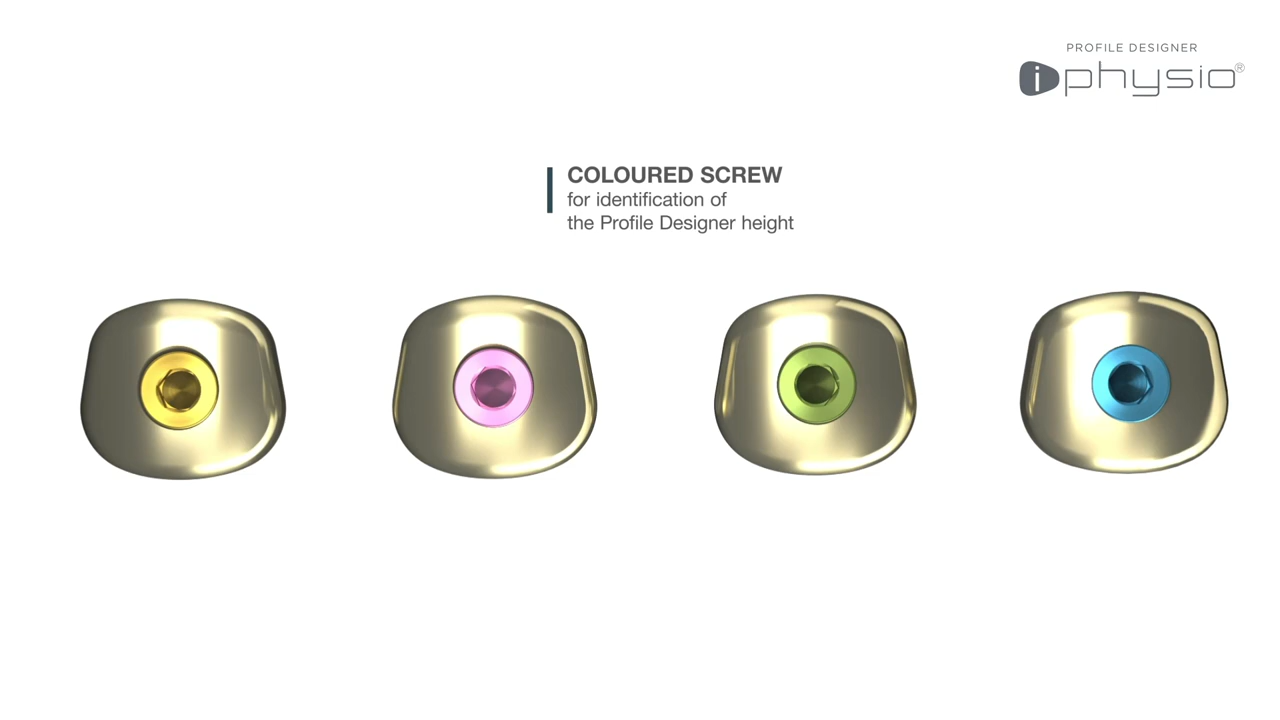 PROFILE DESIGNER
iphysio®
COLOURED SCREW
for identification of
the Profile Designer height